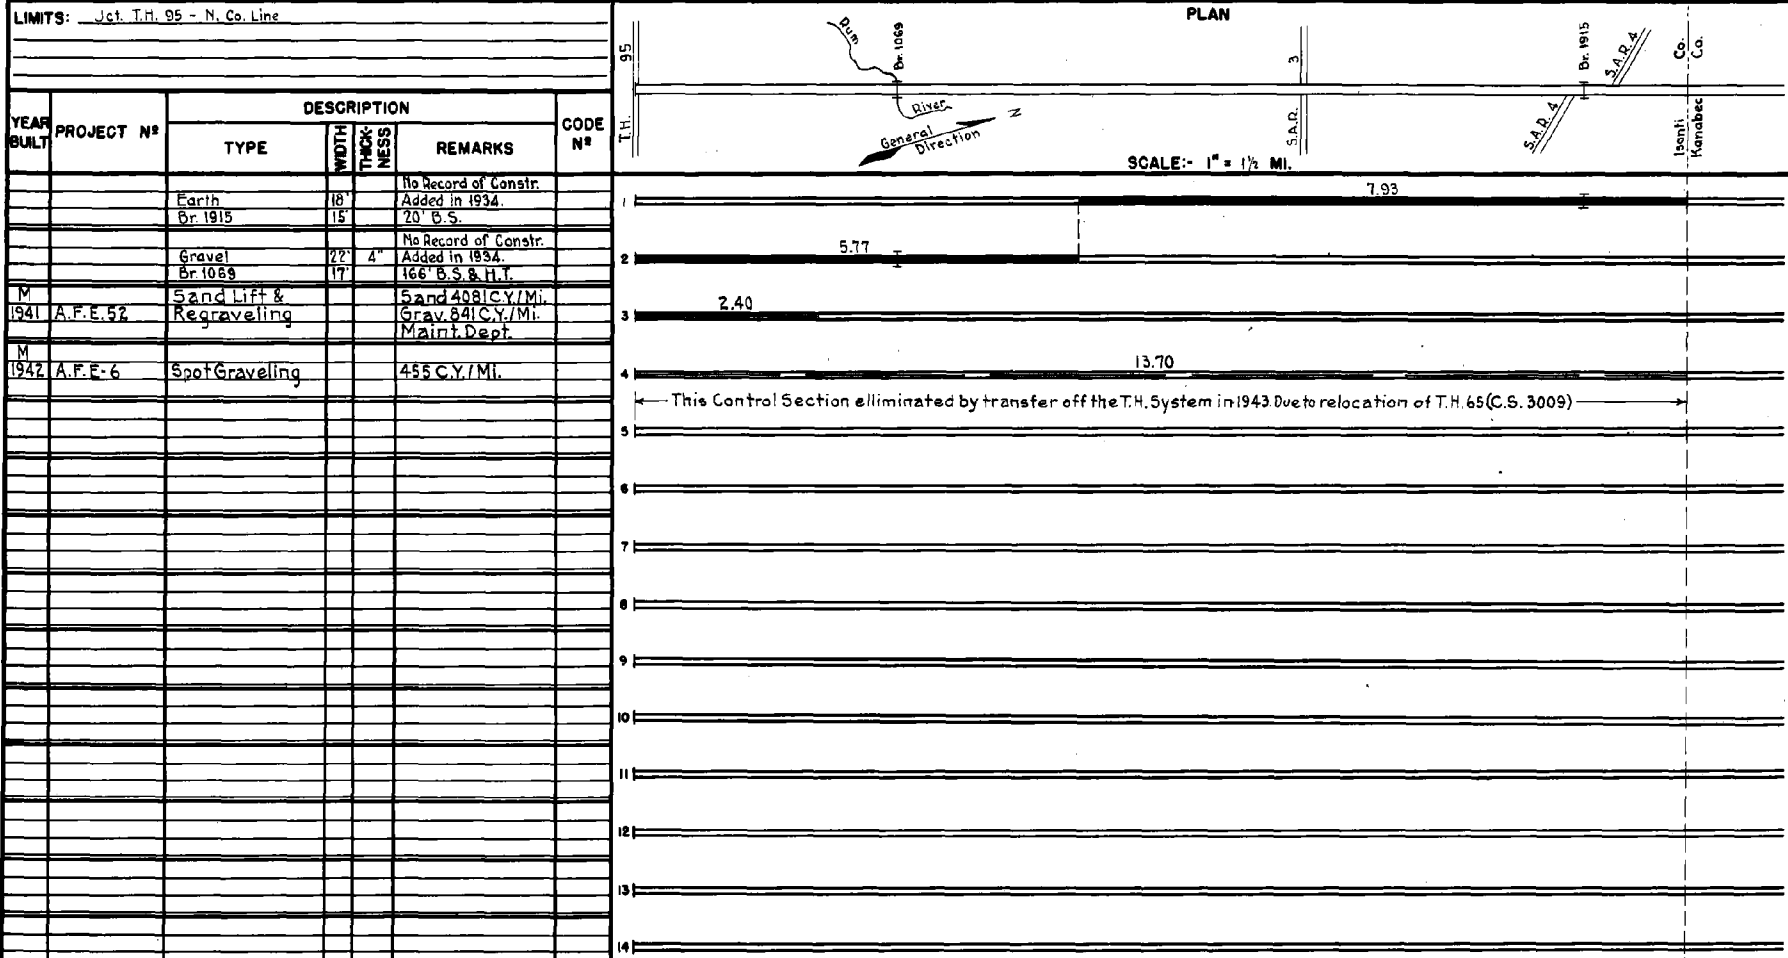 LIMITS: Jct. T.H. 95 - N. Co. Line
YEAR BUILT
PROJECT Nº
DESCRIPTION
TYPE
WIDTH
THICK-NESS
REMARKS
CODE Nº
No Record of Constr.
Earth 18' Added in 1934.
Br. 1915 15' 20' B.S.
No Record of Constr.
Gravel 22' 4" Added in 1934.
Br. 1069 17' 166' B.S. & H.T.
M Sand Lift & Sand 4081 C.Y./Mi.
1941 A.F.E. 52 Regraveling Grav. 841 C.Y./Mi.
Maint. Dept.
M
1942 A.F.E-6 Spot Graveling 455 C.Y./Mi.
PLAN
T.H. 95
Rum
Br. 1069
River
General Direction
N
S.A.R. 3
Br. 1915
S.A.R. 4
S.A.R. 4
Isanti Co.
Kanabec Co.
SCALE:- 1" = 1½ MI.
1 7.93
2 5.77
3 2.40
4 13.70
This Control Section elliminated by transfer off the T.H. System in 1943. Due to relocation of T.H. 65 (C.S. 3009)
5
6
7
8
9
10
11
12
13
14